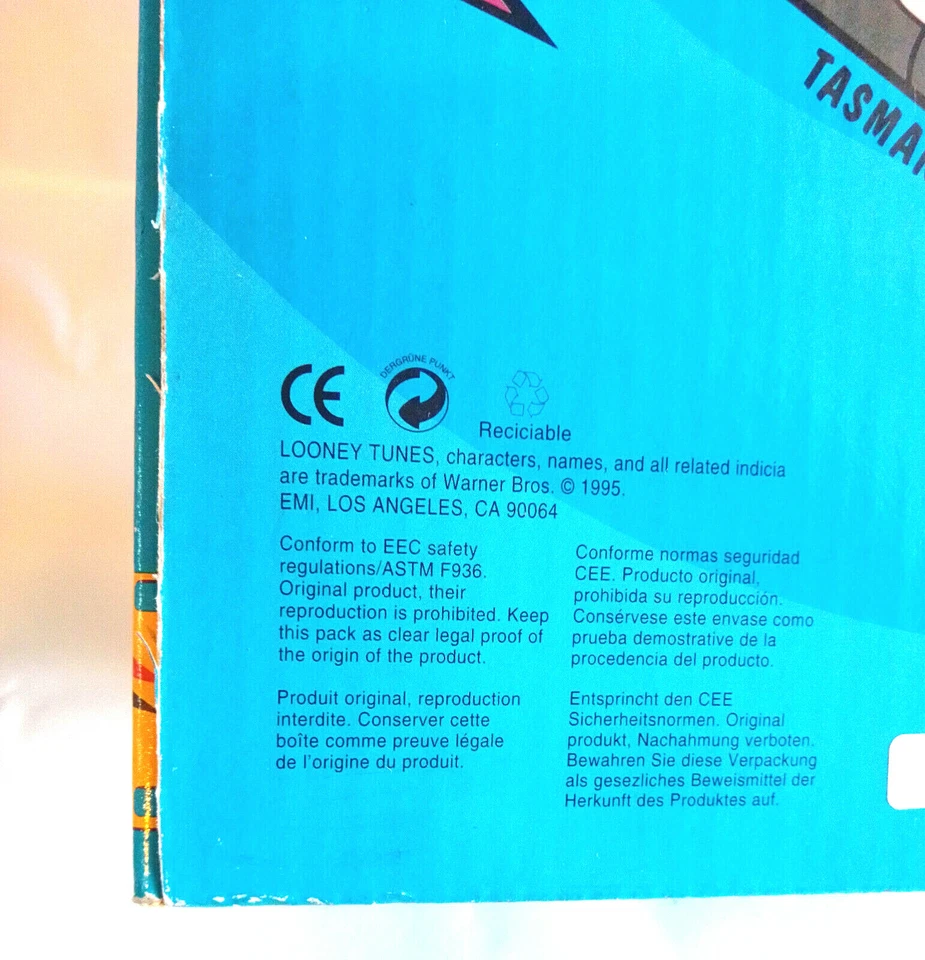 TASMA
CE
DERGRÜNE PUNKT
Reciciable
LOONEY TUNES, characters, names, and all related indicia
are trademarks of Warner Bros. © 1995.
EMI, LOS ANGELES, CA 90064
Conform to EEC safety
regulations/ASTM F936.
Original product, their
reproduction is prohibited. Keep
this pack as clear legal proof of
the origin of the product.
Conforme normas seguridad
CEE. Producto original,
prohibida su reproducción.
Consérvese este envase como
prueba demostrative de la
procedencia del producto.
Produit original, reproduction
interdite. Conserver cette
boîte comme preuve légale
de l'origine du produit.
Entspricht den CEE
Sicherheitsnormen. Original
produkt, Nachahmung verboten.
Bewahren Sie diese Verpackung
als gesezliches Beweismittel der
Herkunft des Produktes auf.